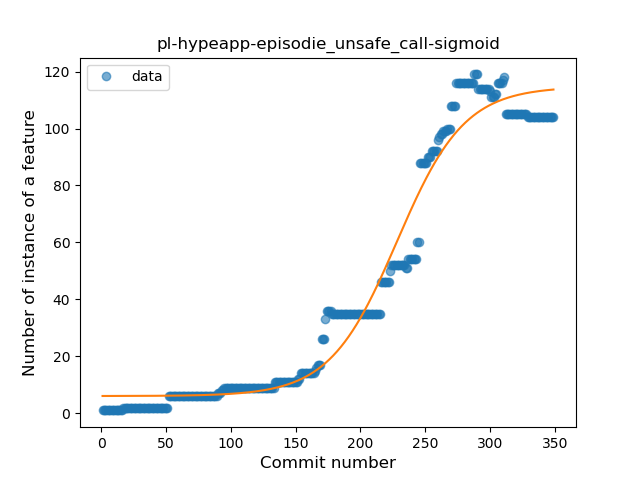 pl-hypeapp-episodie_unsafe_call-sigmoid
data
Number of instance of a feature
120
100
80
60
40
20
0
0 50 100 150 200 250 300 350
Commit number